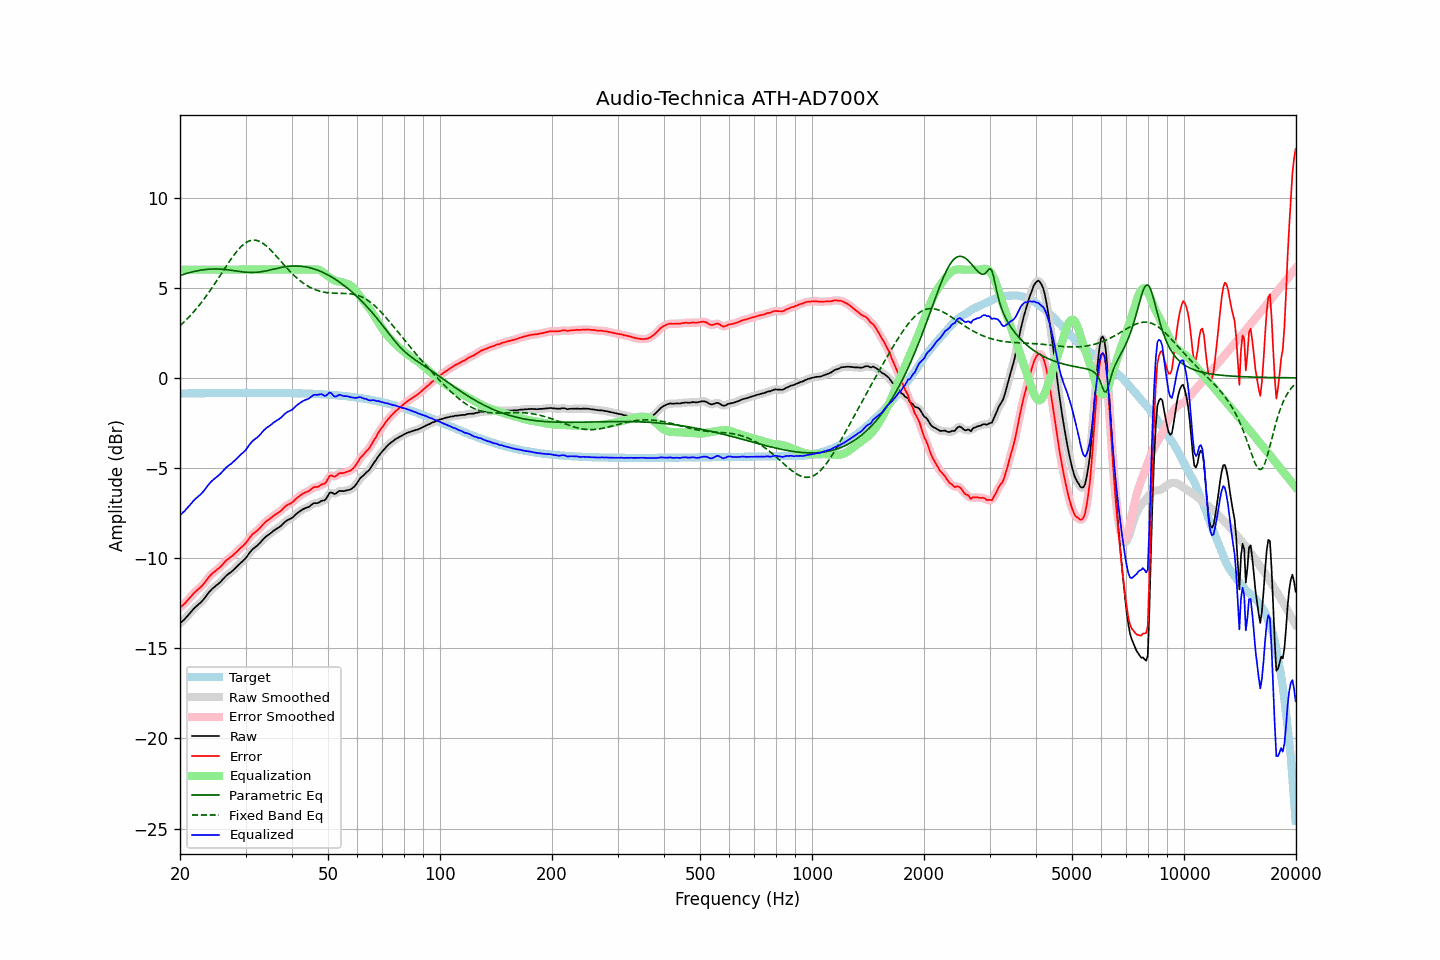 Audio-Technica ATH-AD700X
Amplitude (dBr)
10
5
0
−5
−10
−15
−20
−25
Target
Raw Smoothed
Error Smoothed
Raw
Error
Equalization
Parametric Eq
Fixed Band Eq
Equalized
20 50 100 200 500 1000 2000 5000 10000 20000
Frequency (Hz)